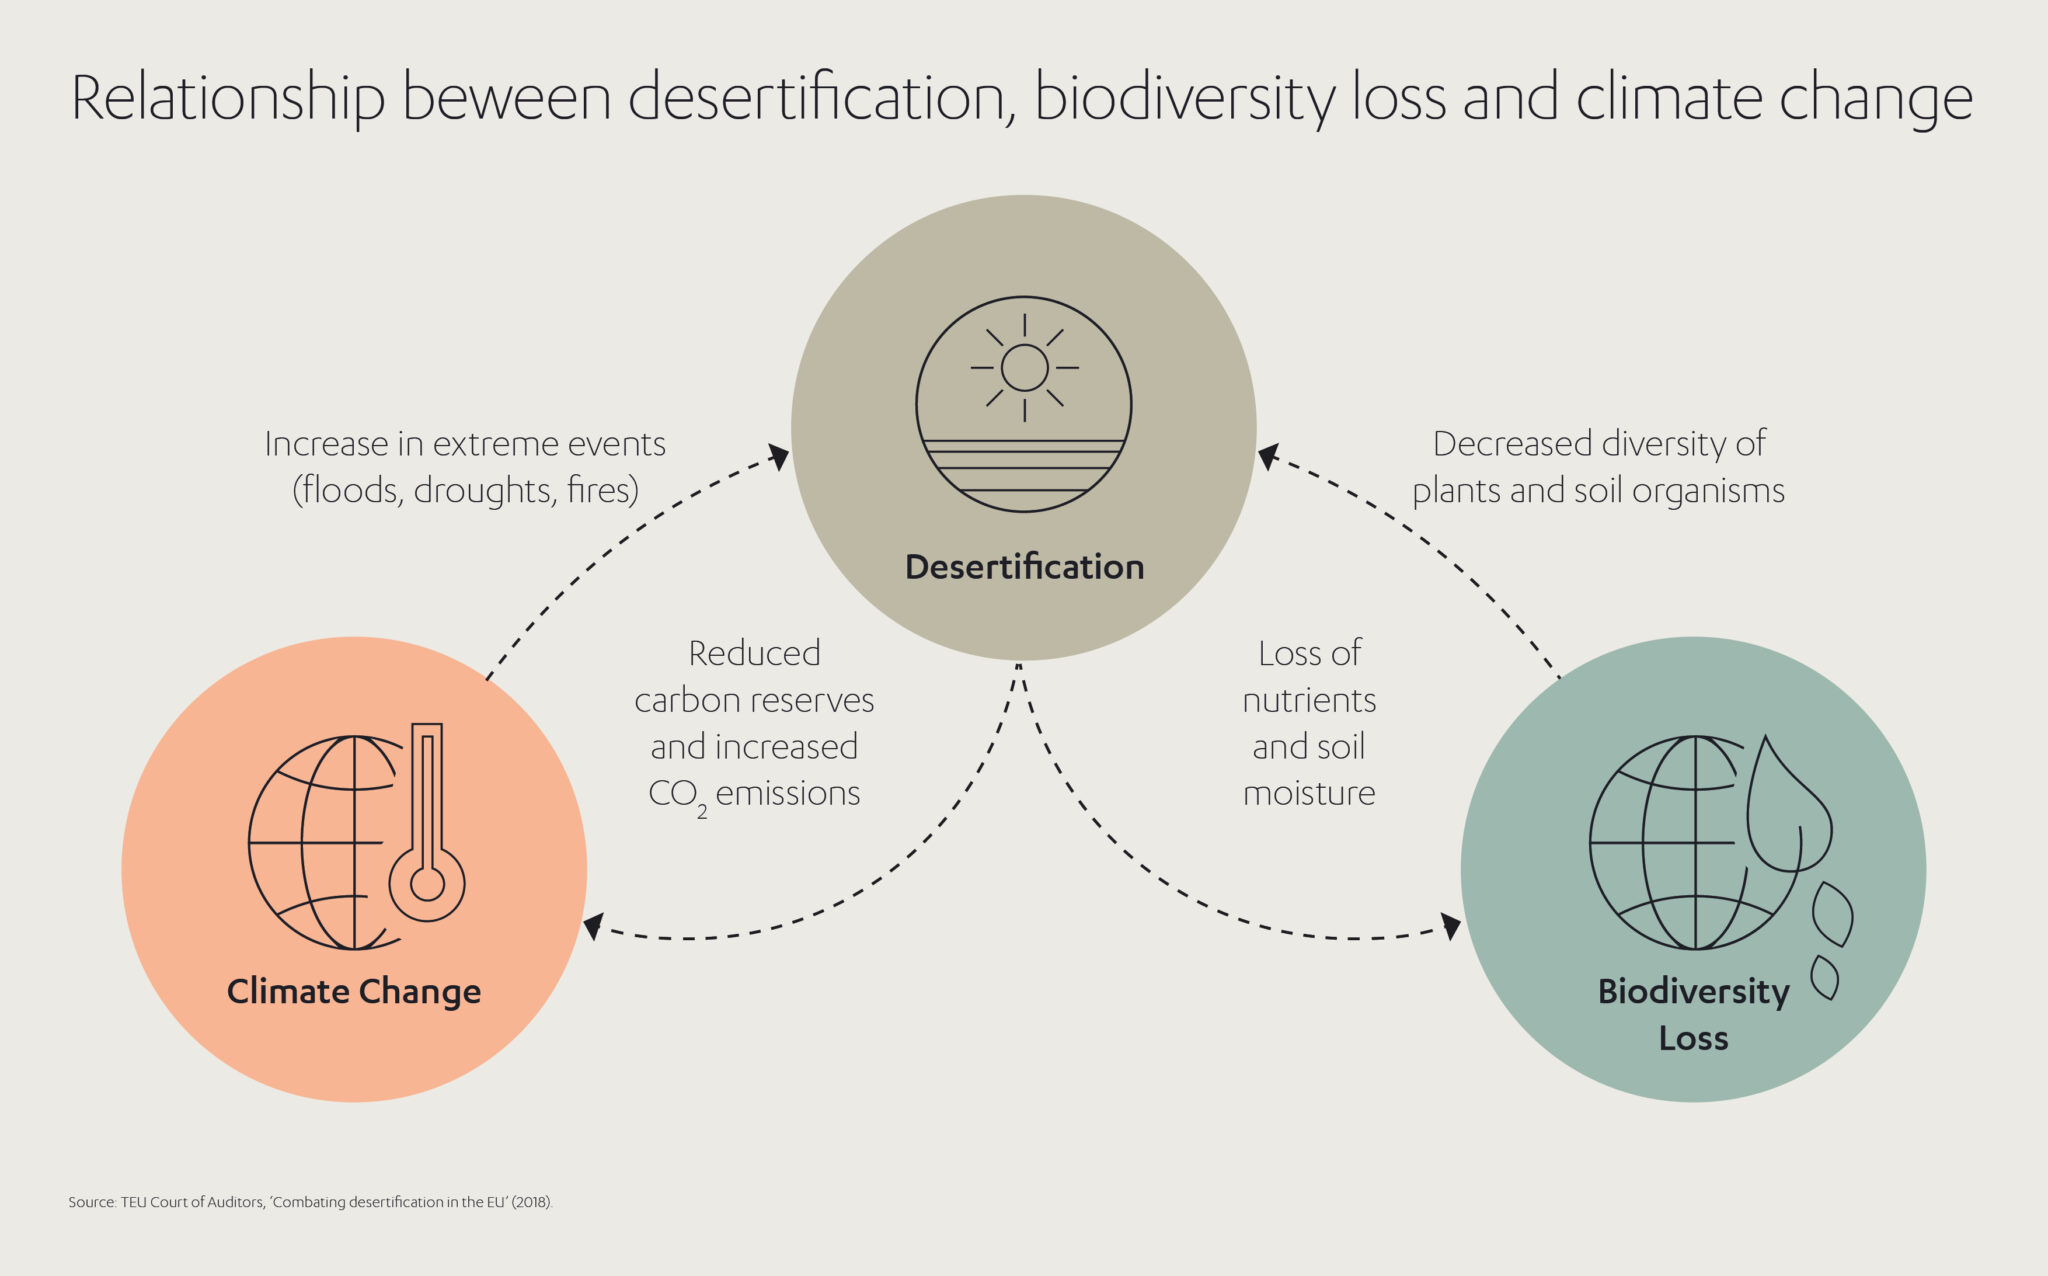 Relationship beween desertification, biodiversity loss and climate change
Increase in extreme events
(floods, droughts, fires)
Decreased diversity of
plants and soil organisms
Desertification
Reduced
carbon reserves
and increased
CO₂ emissions
Loss of
nutrients
and soil
moisture
Climate Change
Biodiversity
Loss
Source: TEU Court of Auditors, ‘Combating desertification in the EU’ (2018).